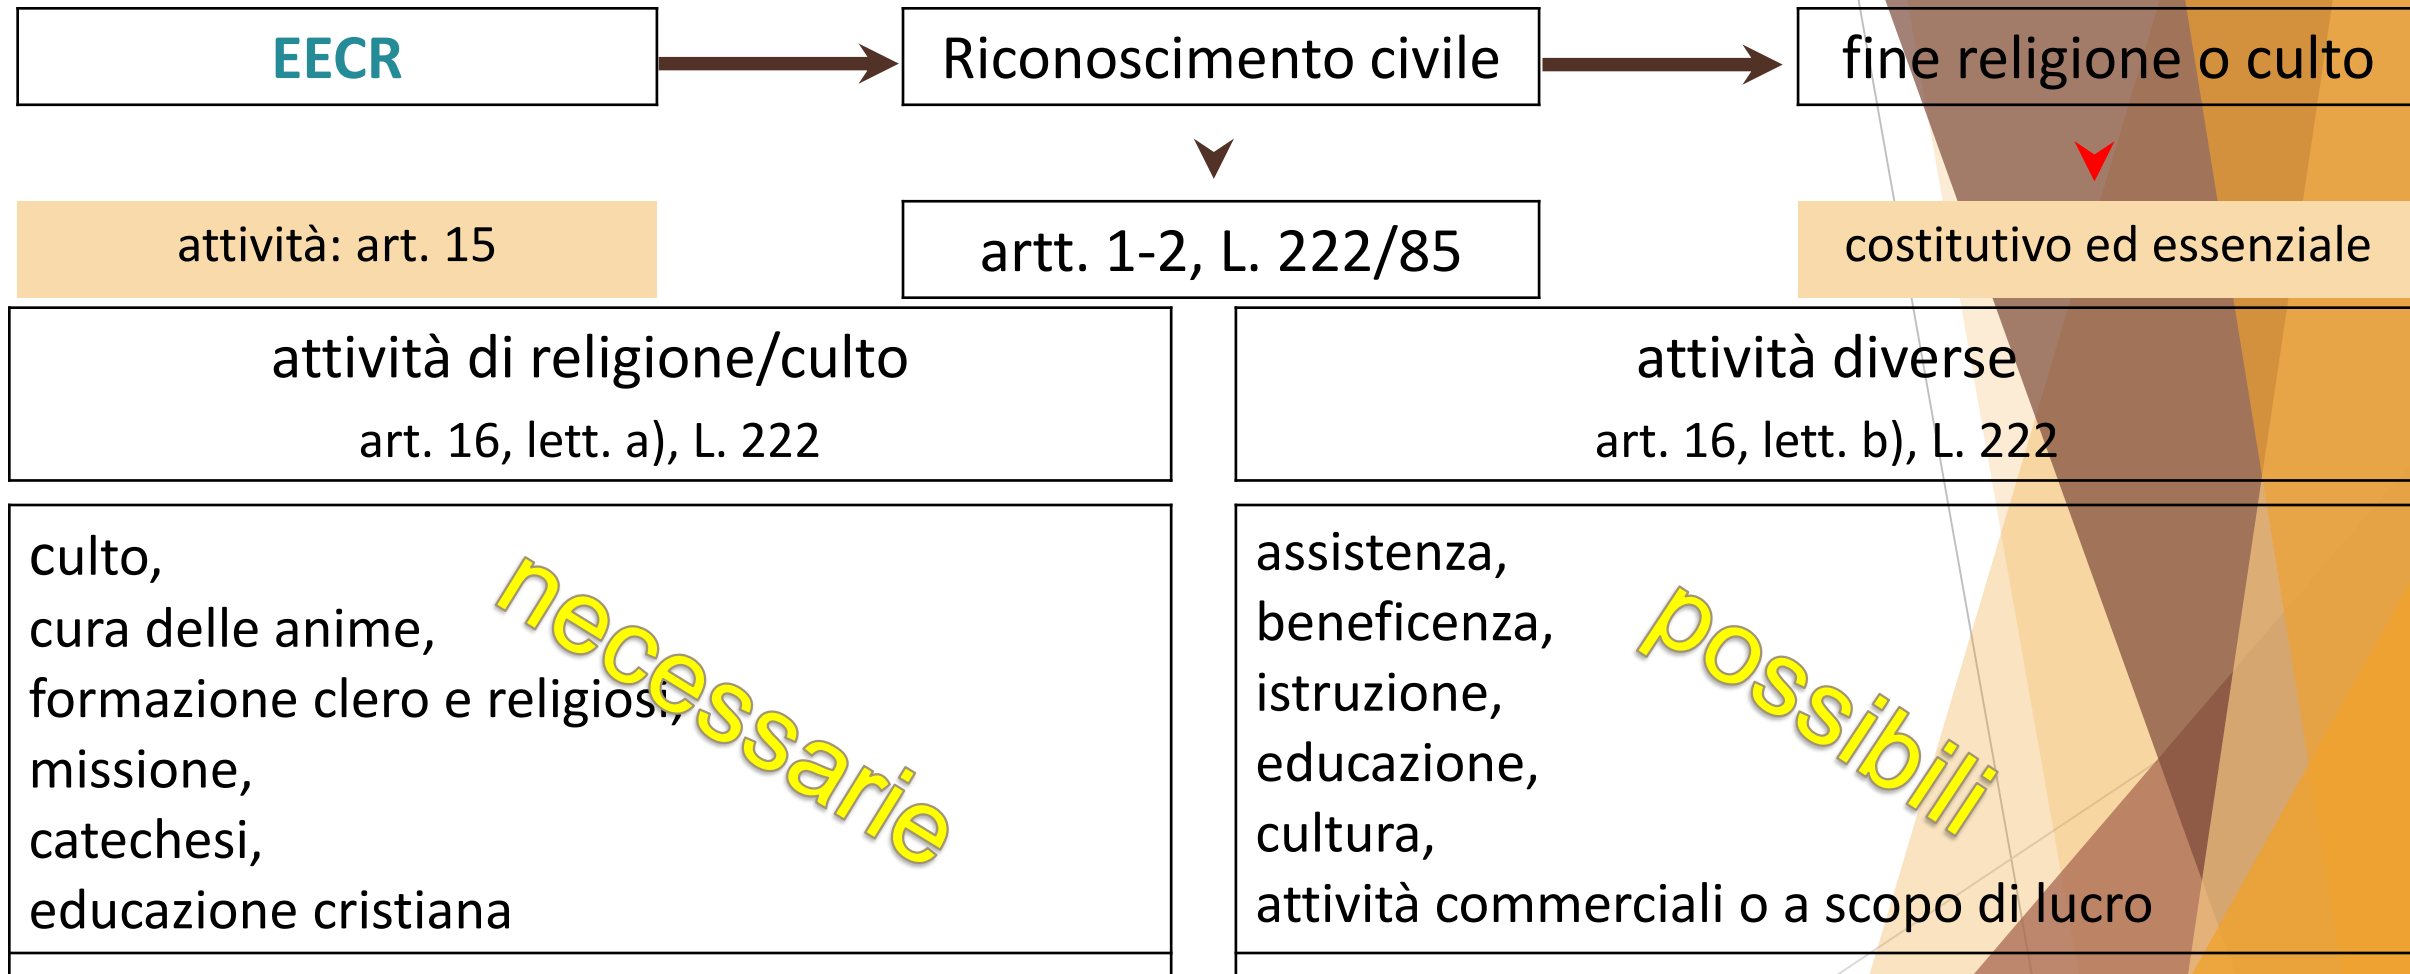 EECR
Riconoscimento civile
fine religione o culto
attività: art. 15
artt. 1-2, L. 222/85
costitutivo ed essenziale
attività di religione/culto
art. 16, lett. a), L. 222
attività diverse
art. 16, lett. b), L. 222
culto,
cura delle anime,
formazione clero e religiosi,
missione,
catechesi,
educazione cristiana
necessarie
assistenza,
beneficenza,
istruzione,
educazione,
cultura,
attività commerciali o a scopo di lucro
possibili